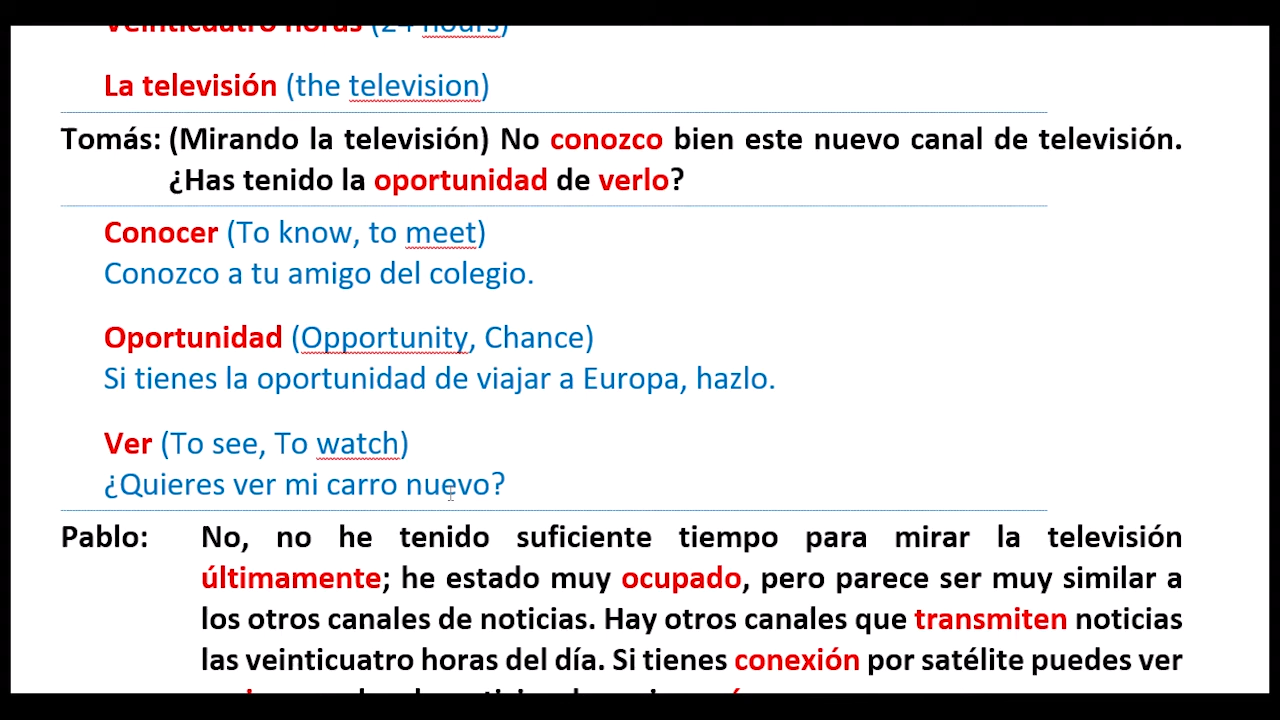 Veinticuatro horas (24 hours)
La televisión (the television)
Tomás: (Mirando la televisión) No conozco bien este nuevo canal de televisión.
¿Has tenido la oportunidad de verlo?
Conocer (To know, to meet)
Conozco a tu amigo del colegio.
Oportunidad (Opportunity, Chance)
Si tienes la oportunidad de viajar a Europa, hazlo.
Ver (To see, To watch)
¿Quieres ver mi carro nuevo?
Pablo: No, no he tenido suficiente tiempo para mirar la televisión
últimamente; he estado muy ocupado, pero parece ser muy similar a
los otros canales de noticias. Hay otros canales que transmiten noticias
las veinticuatro horas del día. Si tienes conexión por satélite puedes ver